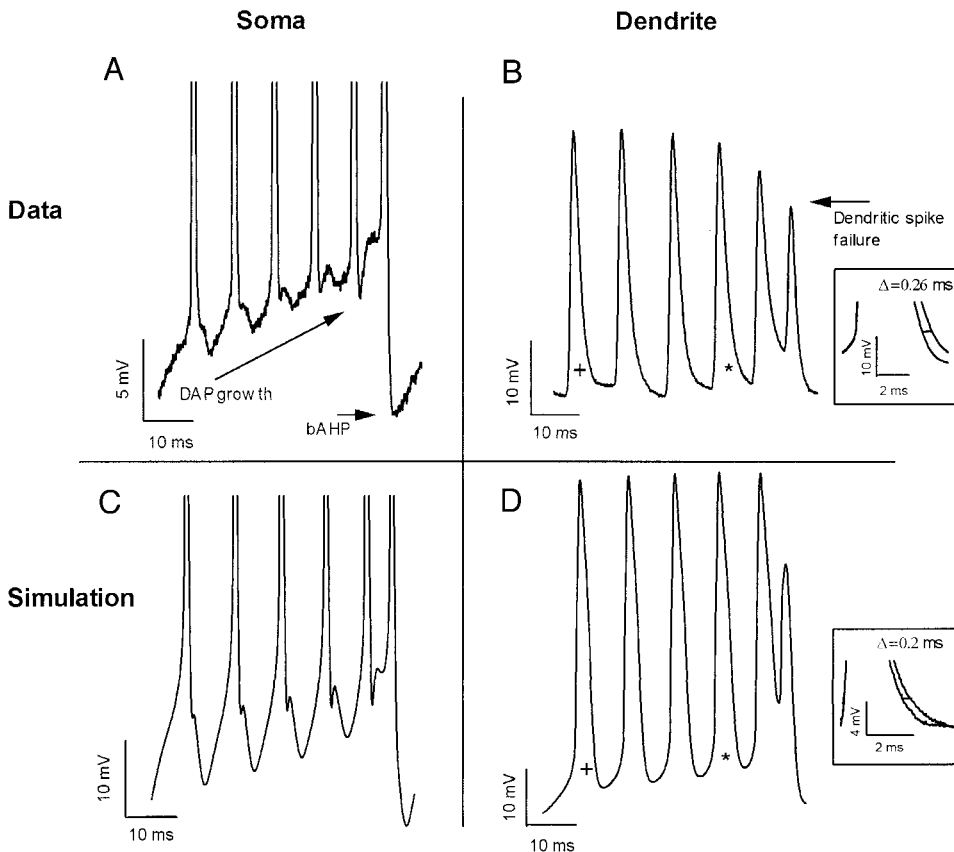 Soma
Dendrite
A
B
Data
Dendritic spike
failure
Δ=0.26 ms
10 mV
2 ms
5 mV
10 ms
DAP growth
bAHP
10 mV
10 ms
+
*
C
D
Simulation
Δ=0.2 ms
4 mV
2 ms
10 mV
10 ms
10 mV
10 ms
+
*